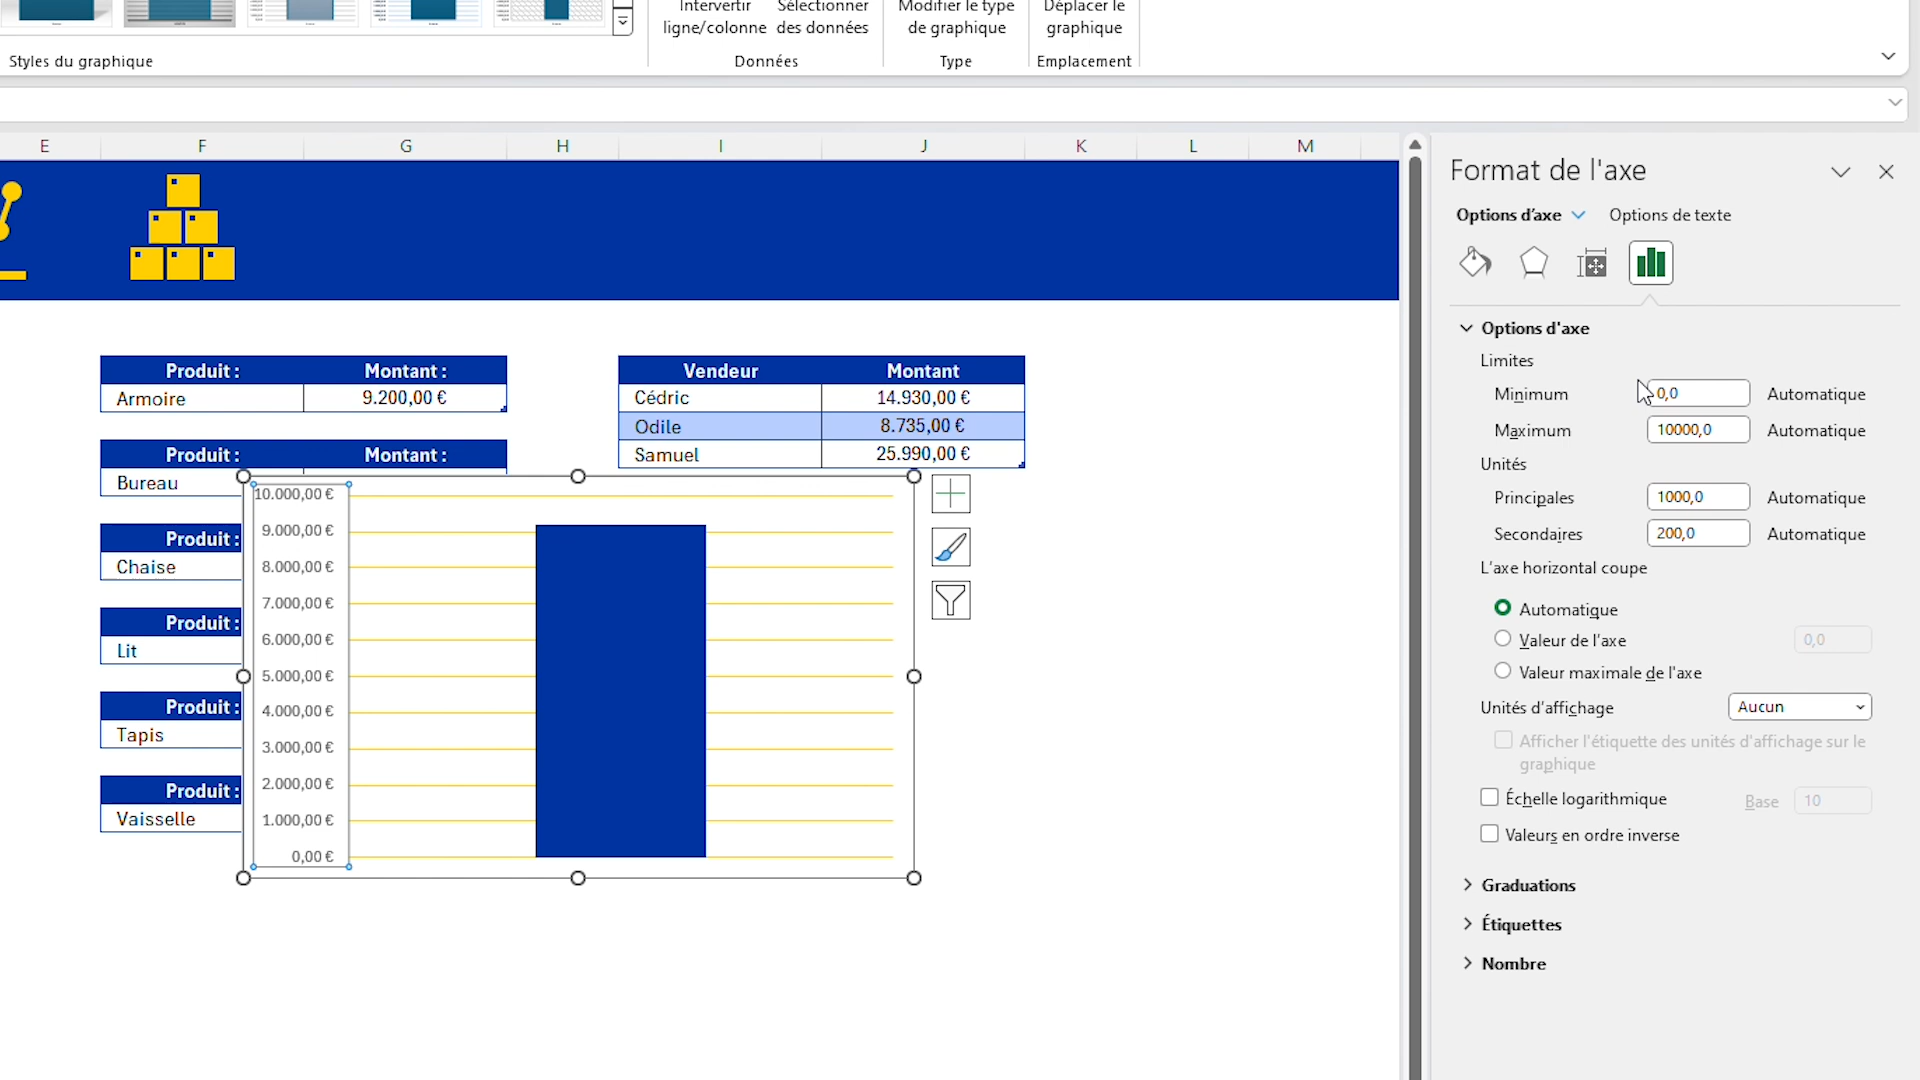 Intervertir
ligne/colonne
Sélectionner
des données
Modifier le type
de graphique
Déplacer le
graphique
Styles du graphique
Données
Type
Emplacement
E F G H I J K L M
Produit : Montant :
Armoire 9.200,00 €
Produit : Montant :
Bureau
Produit :
Chaise
Produit :
Lit
Produit :
Tapis
Produit :
Vaisselle
Vendeur Montant
Cédric 14.930,00 €
Odile 8.735,00 €
Samuel 25.990,00 €
10.000,00 €
9.000,00 €
8.000,00 €
7.000,00 €
6.000,00 €
5.000,00 €
4.000,00 €
3.000,00 €
2.000,00 €
1.000,00 €
0,00 €
Format de l'axe
Options d'axe Options de texte
Options d'axe
Limites
Minimum 0,0 Automatique
Maximum 10000,0 Automatique
Unités
Principales 1000,0 Automatique
Secondaires 200,0 Automatique
L'axe horizontal coupe
Automatique
Valeur de l'axe 0,0
Valeur maximale de l'axe
Unités d'affichage Aucun
Afficher l'étiquette des unités d'affichage sur le
graphique
Échelle logarithmique Base 10
Valeurs en ordre inverse
Graduations
Étiquettes
Nombre